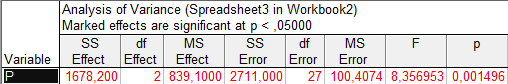 Analysis of Variance (Spreadsheet3 in Workbook2)
Marked effects are significant at p < ,05000
Variable SS Effect df Effect MS Effect SS Error df Error MS Error F p
P 1678,200 2 839,1000 2711,000 27 100,4074 8,356953 0,001496